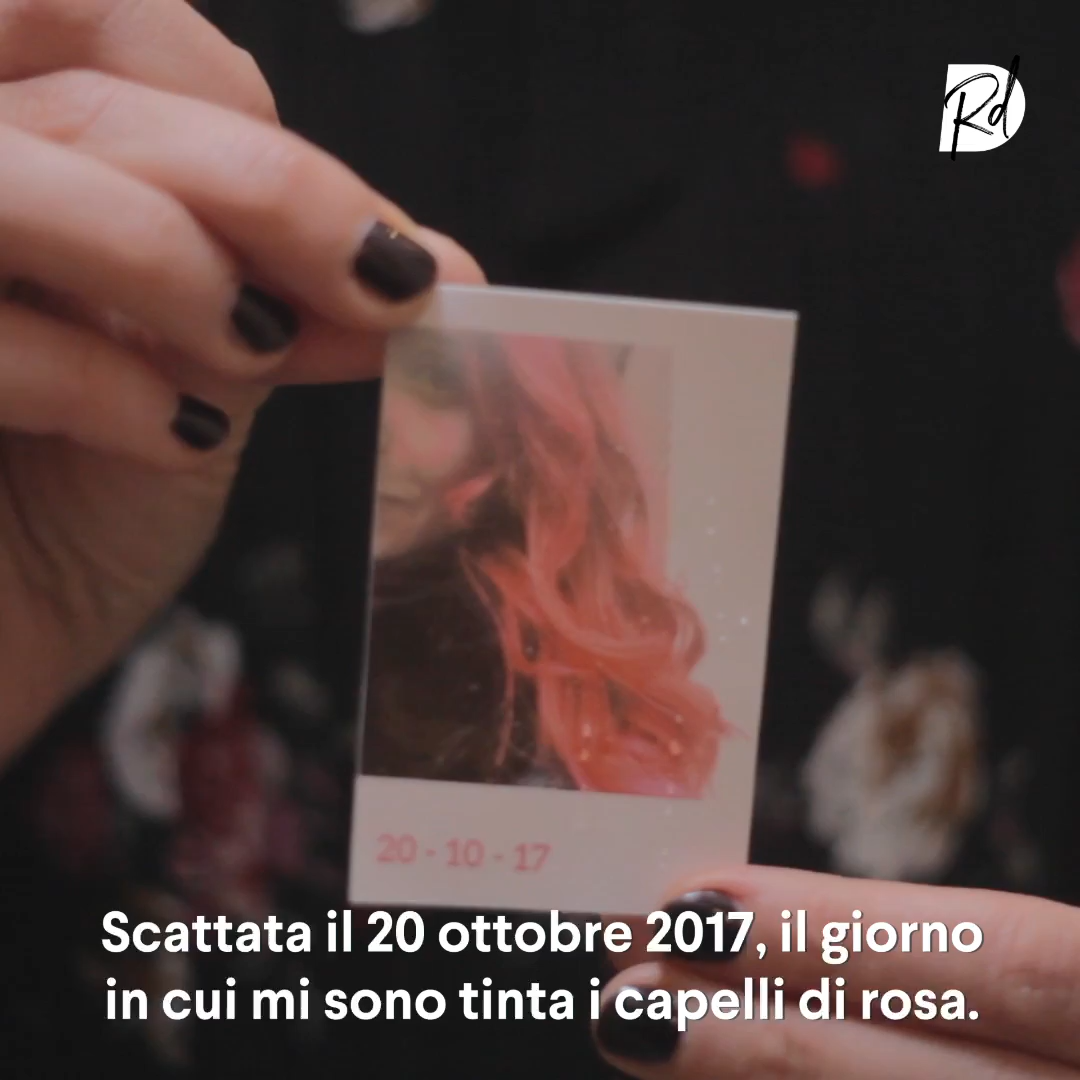 Rd
20 - 10 - 17
Scattata il 20 ottobre 2017, il giorno
in cui mi sono tinta i capelli di rosa.